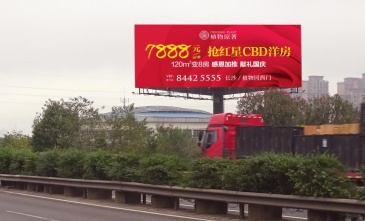 植物原著
7888元 抢红星CBD洋房
120m²变8房 感恩加推 献礼国庆
8442 5555 长沙/植物园西门